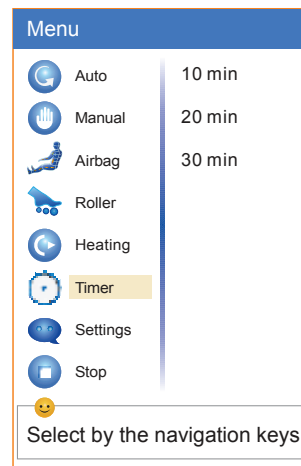 Menu
Auto
Manual
Airbag
Roller
Heating
Timer
Settings
Stop
10 min
20 min
30 min
Select by the navigation keys